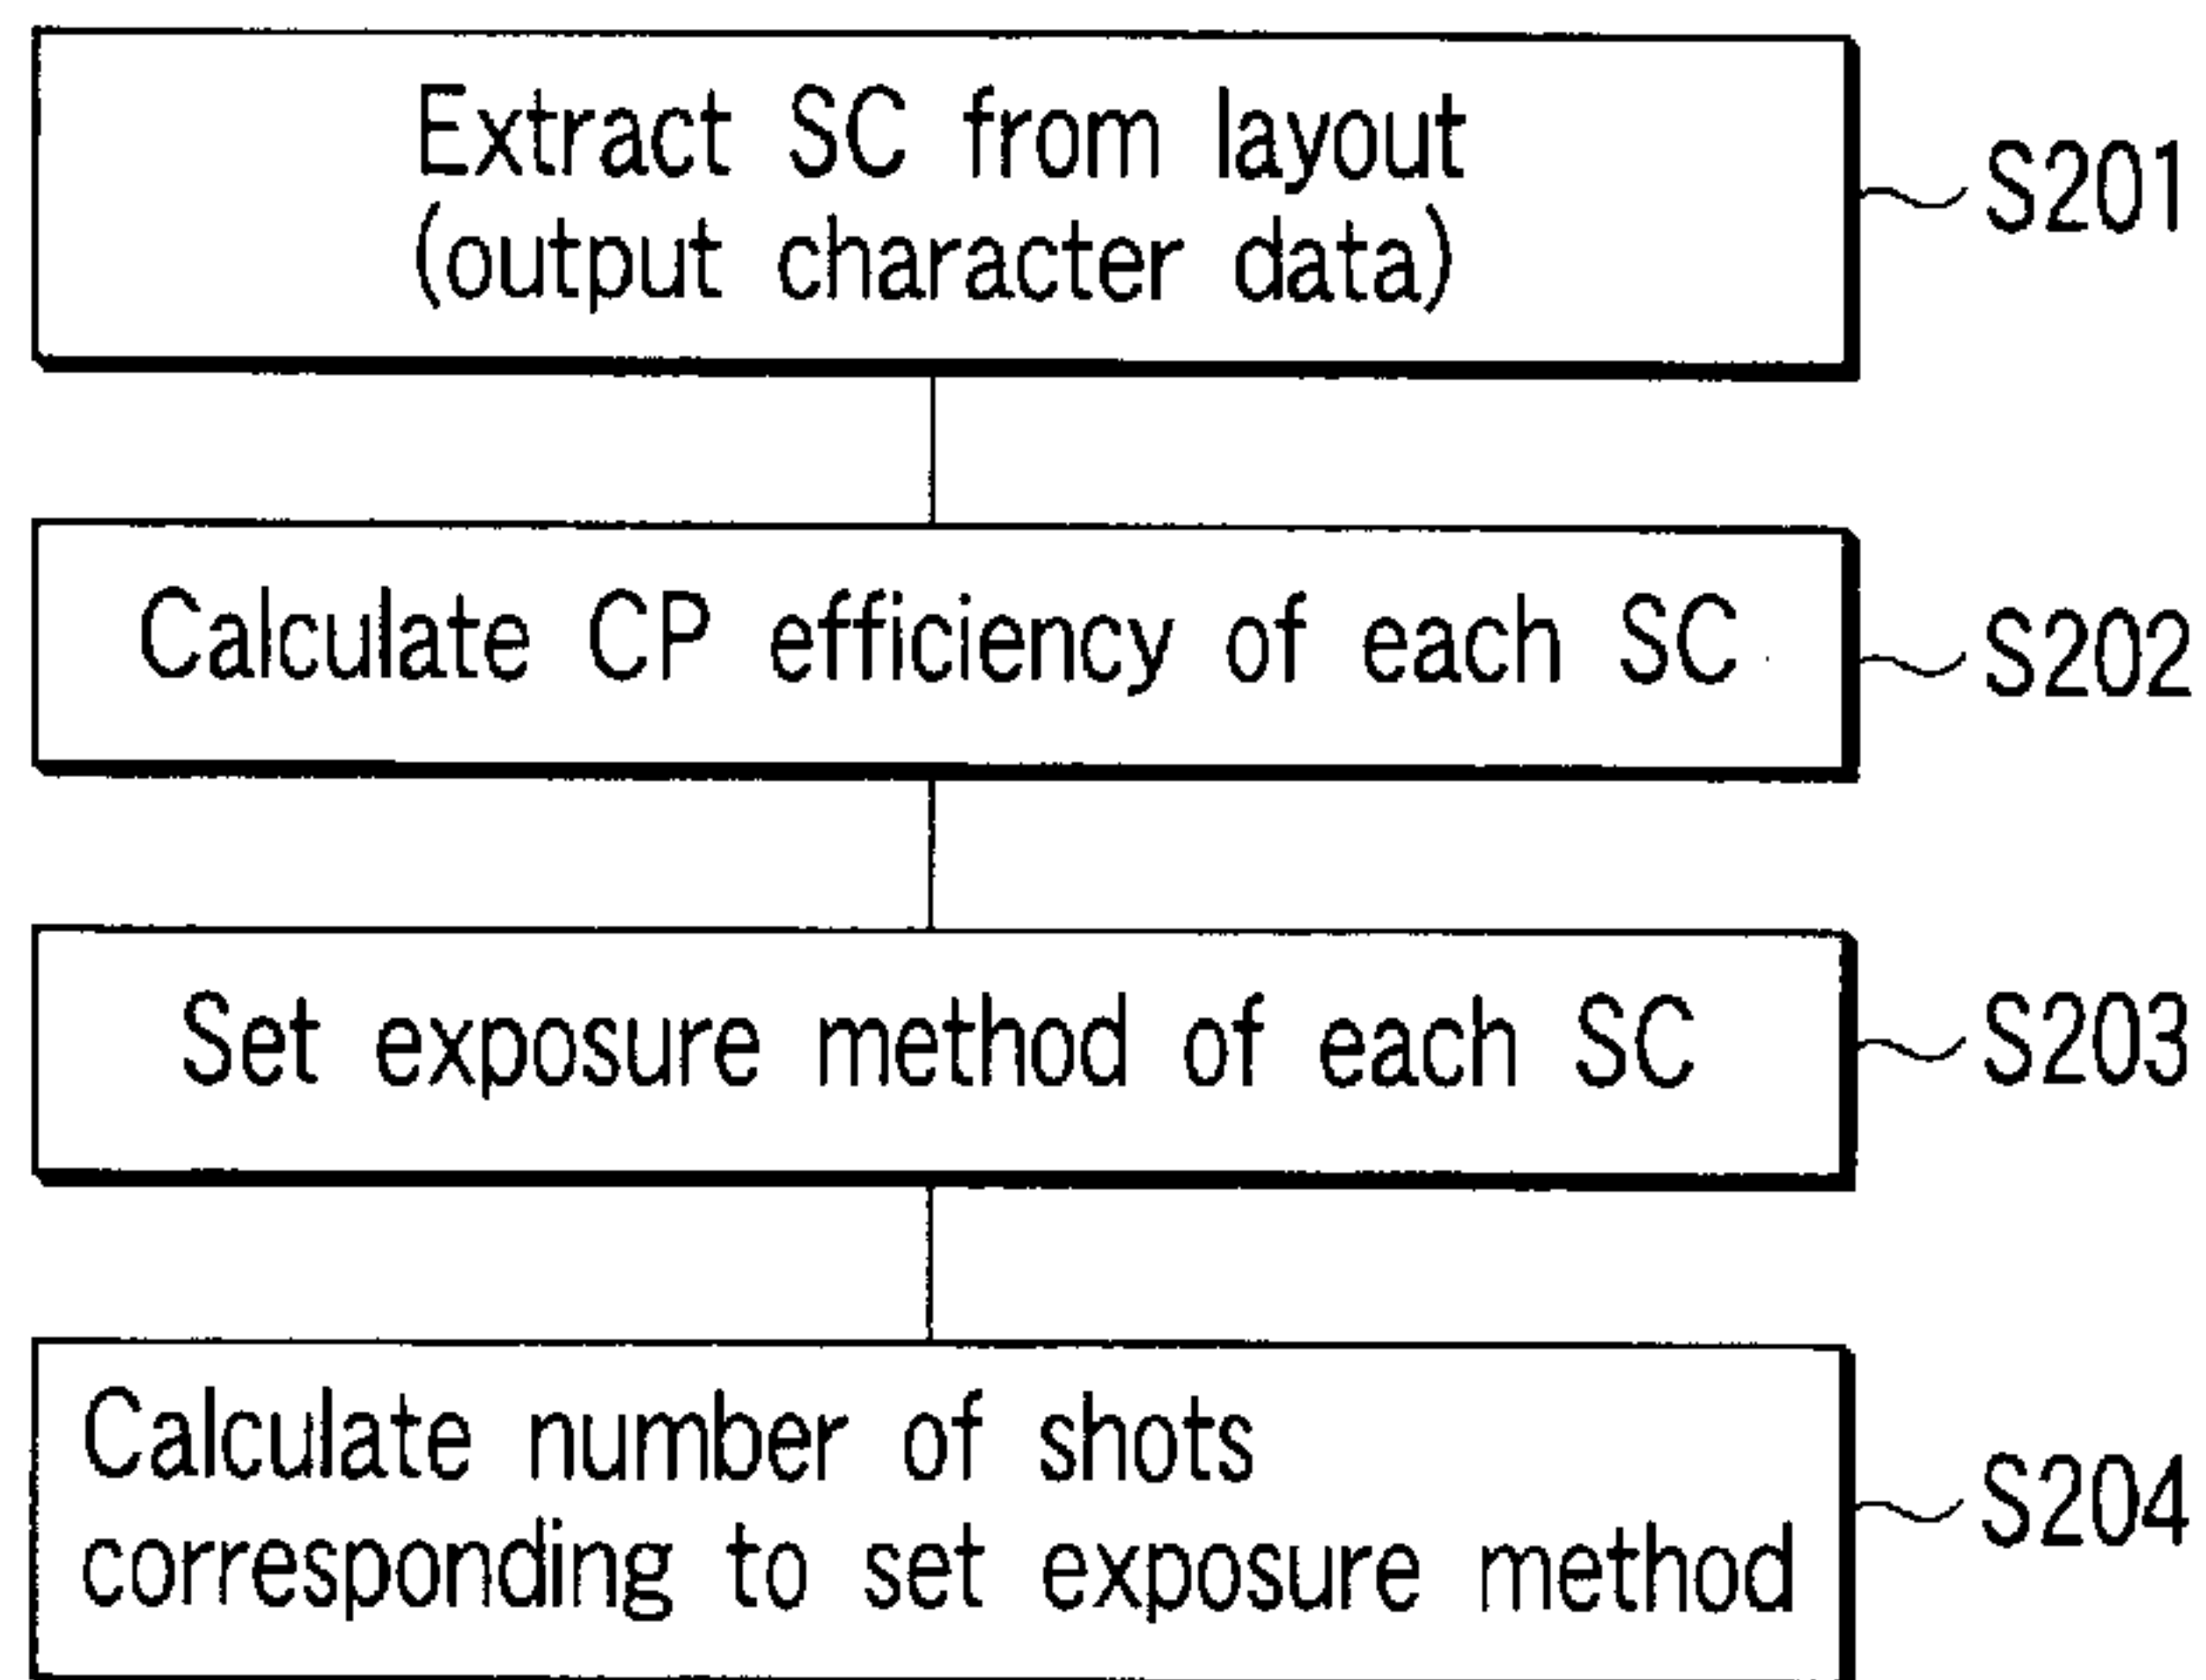 Extract SC from layout
(output character data)
S201
Calculate CP efficiency of each SC
S202
Set exposure method of each SC
S203
Calculate number of shots
corresponding to set exposure method
S204